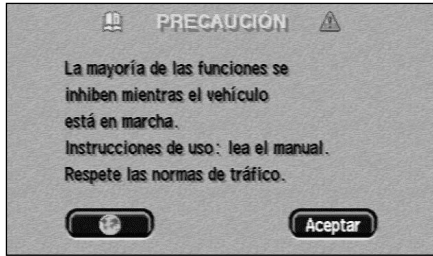 PRECAUCIÓN
La mayoría de las funciones se
inhiben mientras el vehículo
está en marcha.
Instrucciones de uso: lea el manual.
Respete las normas de tráfico.
Aceptar